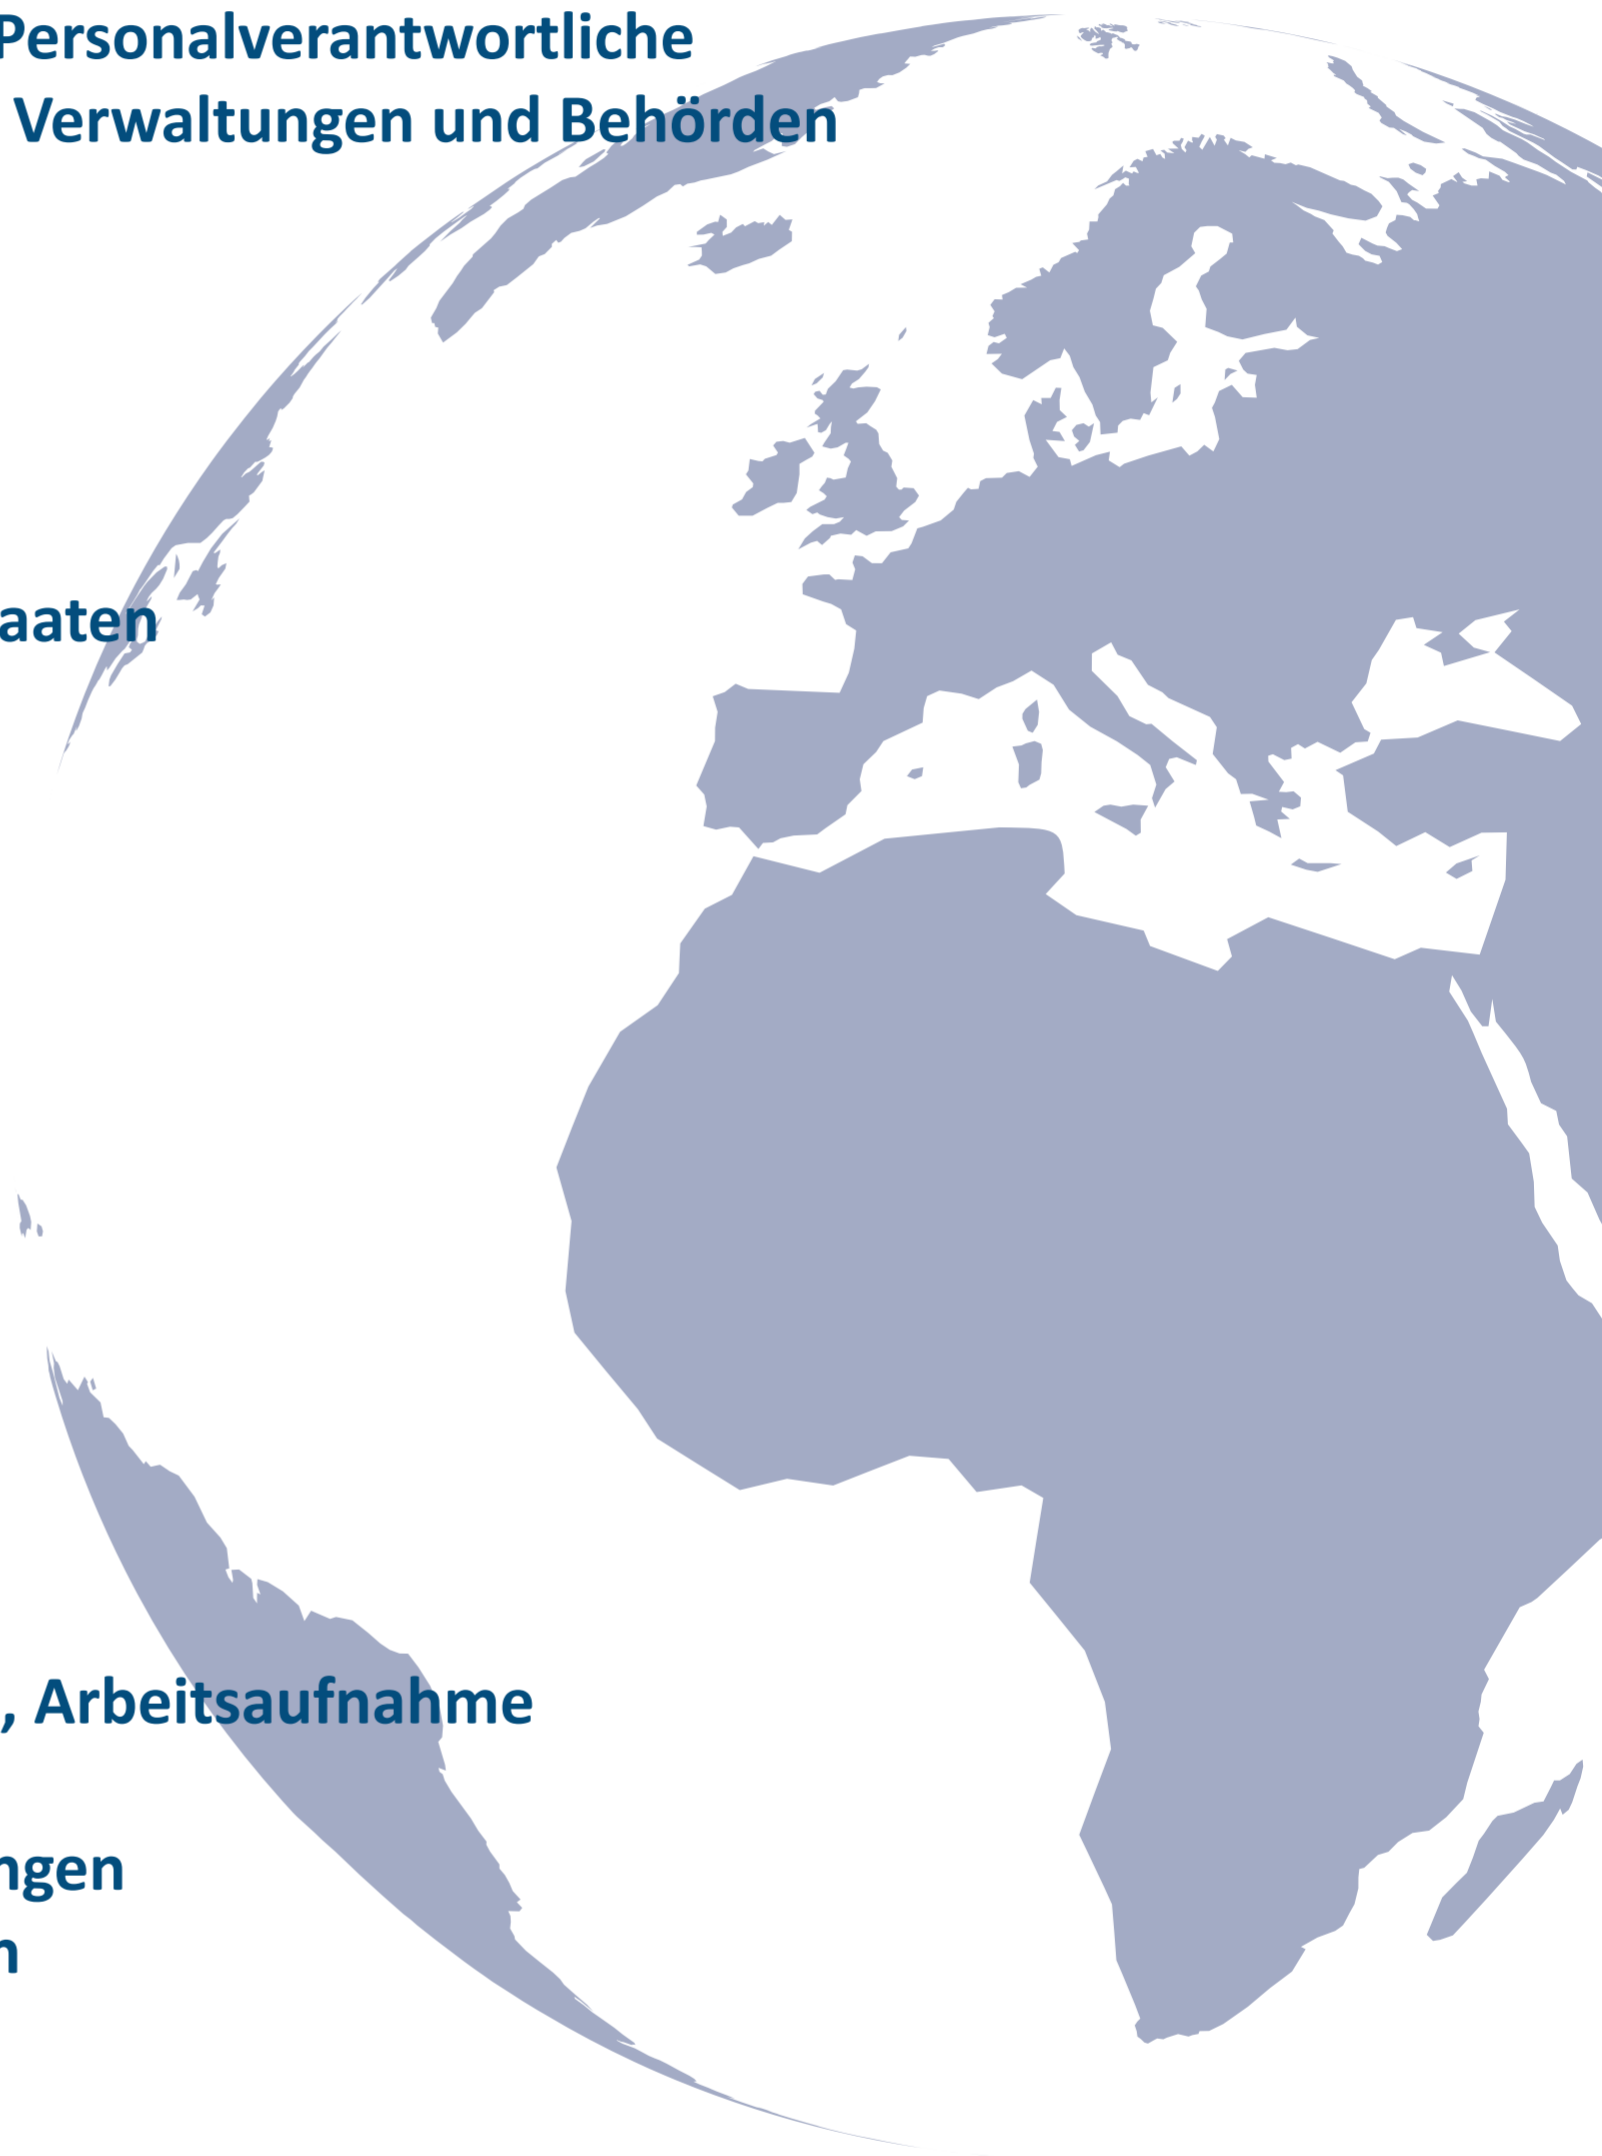 Personalverantwortliche
Verwaltungen und Behörden
aaten
, Arbeitsaufnahme
ngen
n